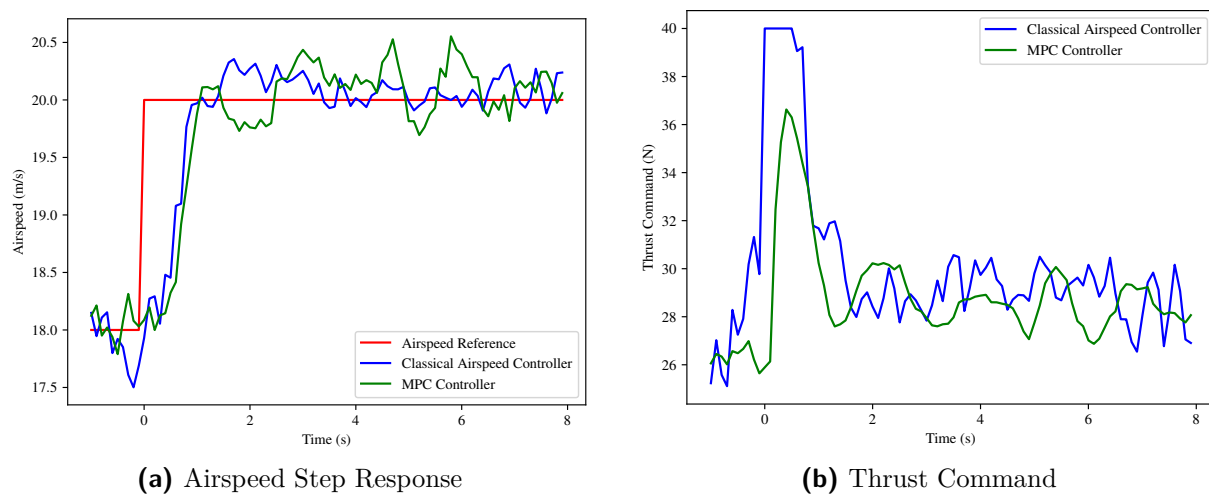 20.5
20.0
19.5
19.0
18.5
18.0
17.5
Airspeed (m/s)
0
2
4
6
8
Time (s)
Airspeed Reference
Classical Airspeed Controller
MPC Controller
(a) Airspeed Step Response
40
38
36
34
32
30
28
26
Thrust Command (N)
0
2
4
6
8
Time (s)
Classical Airspeed Controller
MPC Controller
(b) Thrust Command